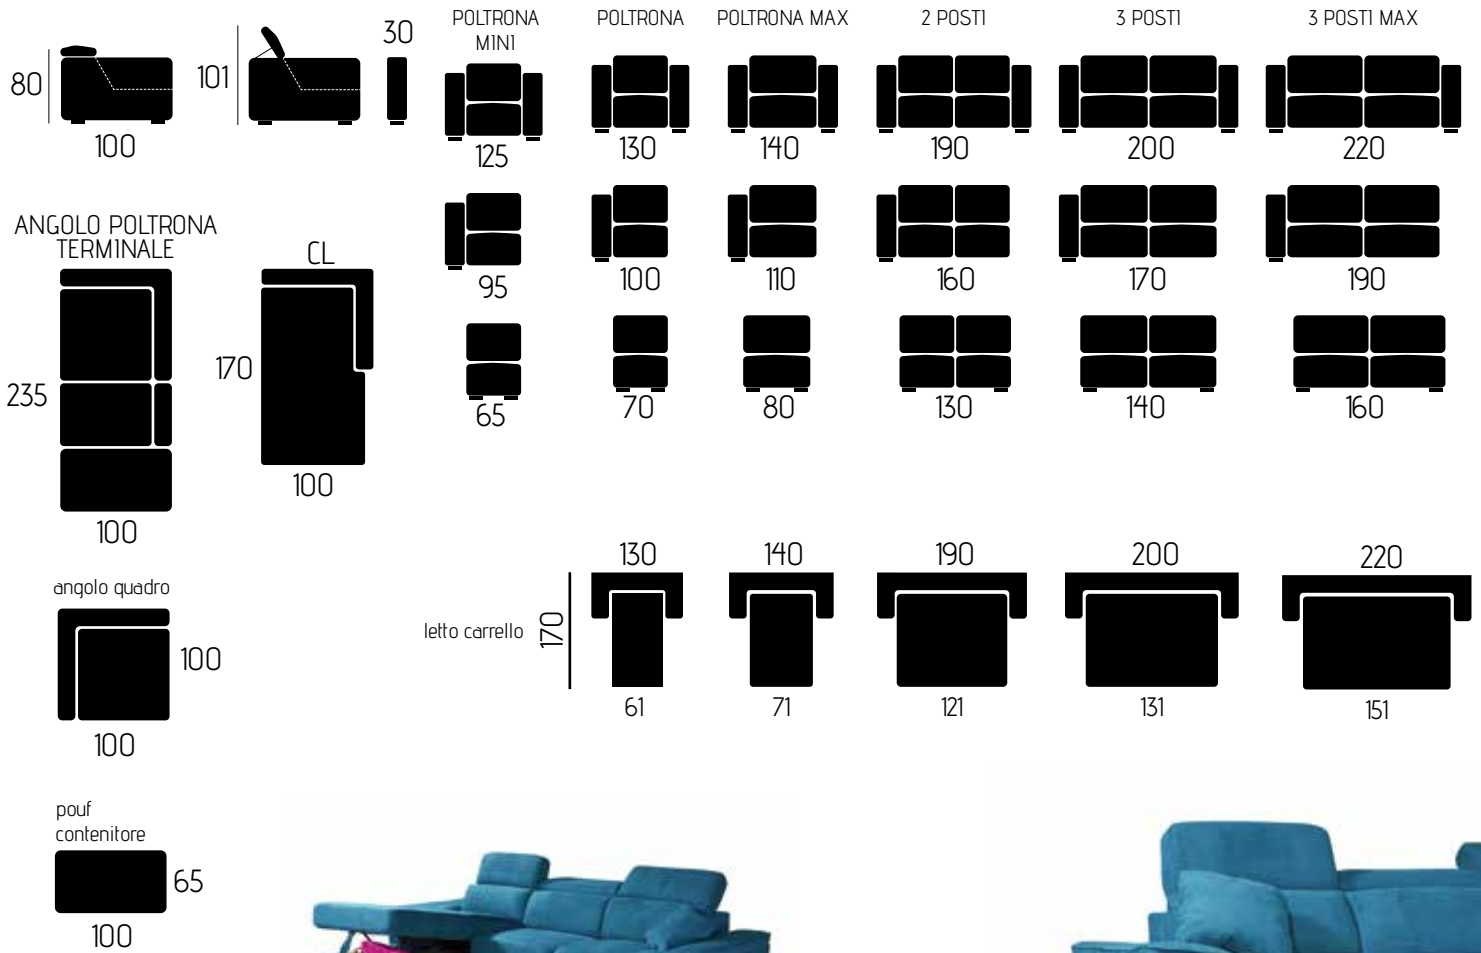 80
100
101
30
POLTRONA
MINI
POLTRONA
POLTRONA MAX
2 POSTI
3 POSTI
3 POSTI MAX
125
130
140
190
200
220
95
100
110
160
170
190
65
70
80
130
140
160
ANGOLO POLTRONA
TERMINALE
235
100
CL
170
100
angolo quadro
100
100
letto carrello
170
130
140
190
200
220
61
71
121
131
151
pouf
contenitore
65
100